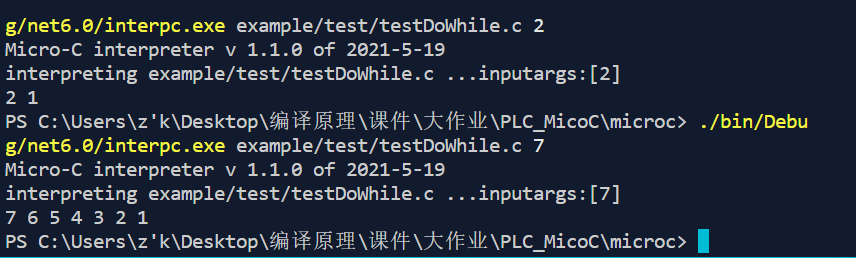 g/net6.0/interpc.exe example/test/testDoWhile.c 2
Micro-C interpreter v 1.1.0 of 2021-5-19
interpreting example/test/testDoWhile.c ...inputargs:[2]
2 1
PS C:\Users\z'k\Desktop\编译原理\课件\大作业\PLC_MicoC\microc> ./bin/Debu
g/net6.0/interpc.exe example/test/testDoWhile.c 7
Micro-C interpreter v 1.1.0 of 2021-5-19
interpreting example/test/testDoWhile.c ...inputargs:[7]
7 6 5 4 3 2 1
PS C:\Users\z'k\Desktop\编译原理\课件\大作业\PLC_MicoC\microc>